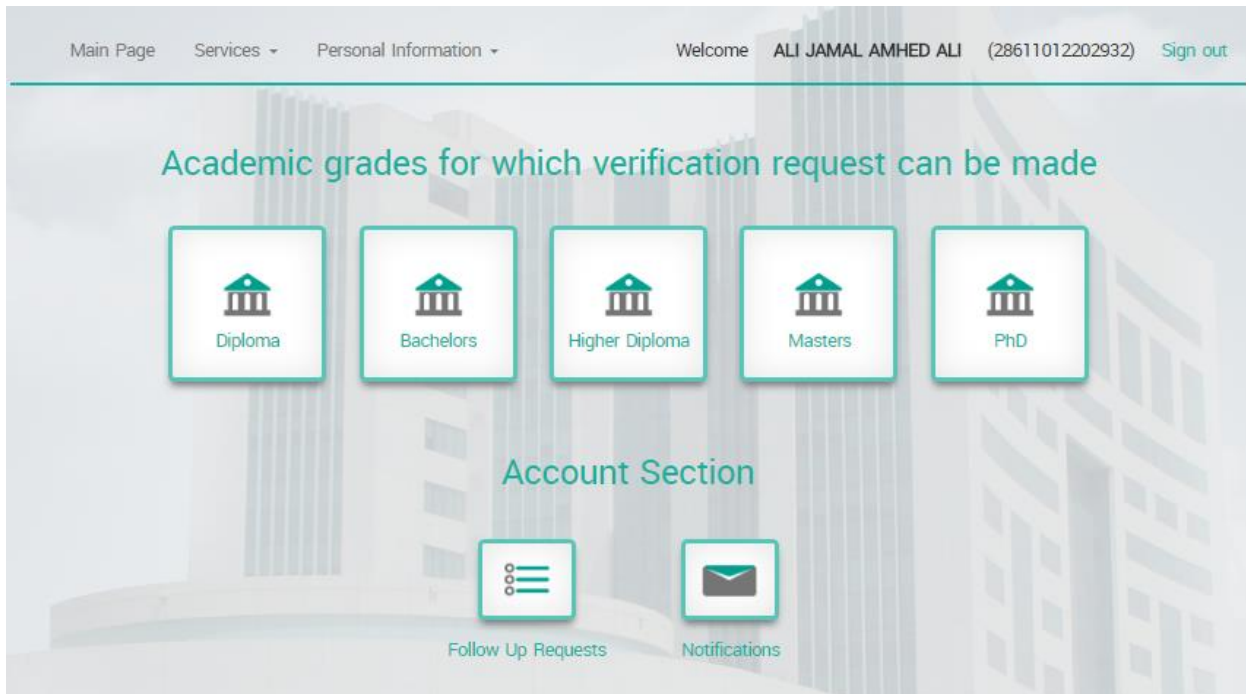 Main Page Services Personal Information Welcome ALI JAMAL AMHED ALI (28611012202932) Sign out
Academic grades for which verification request can be made
Diploma Bachelors Higher Diploma Masters PhD
Account Section
Follow Up Requests Notifications